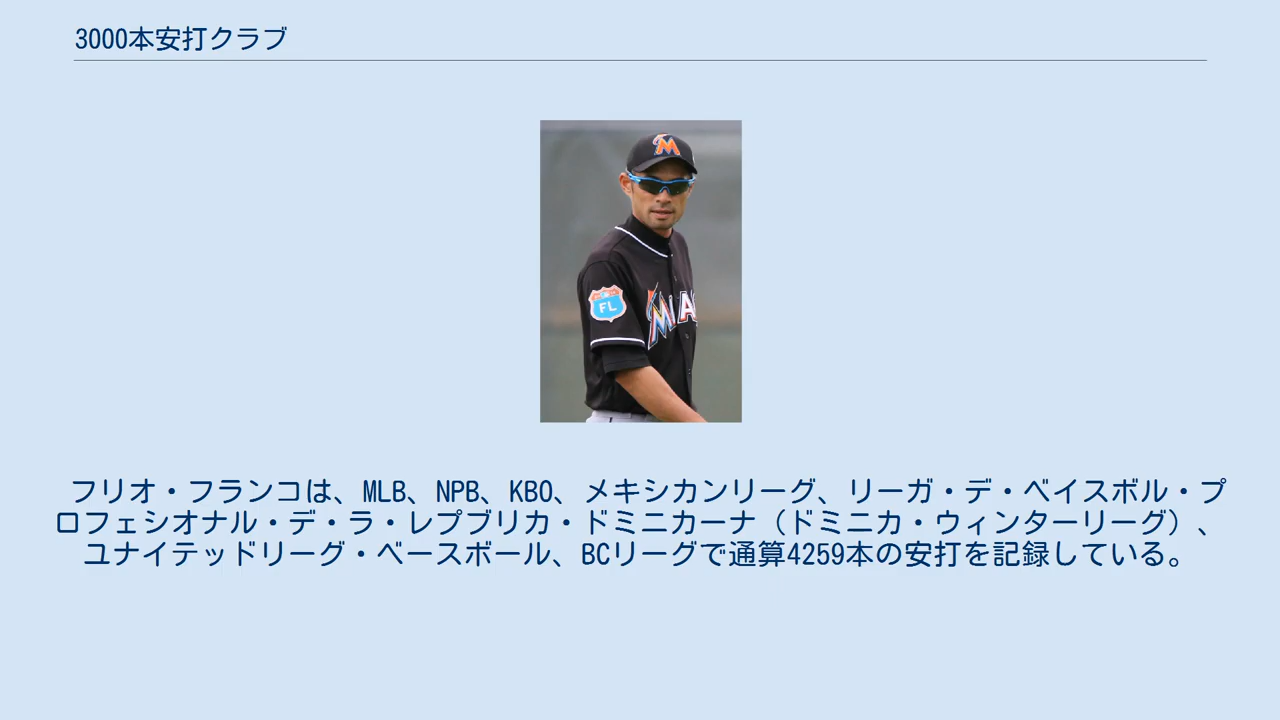 3000本安打クラブ
M
FL
MIA
フリオ・フランコは、MLB、NPB、KBO、メキシカンリーグ、リーガ・デ・ベイスボル・プ
ロフェシオナル・デ・ラ・レプブリカ・ドミニカーナ（ドミニカ・ウィンターリーグ）、
ユナイテッドリーグ・ベースボール、BCリーグで通算4259本の安打を記録している。